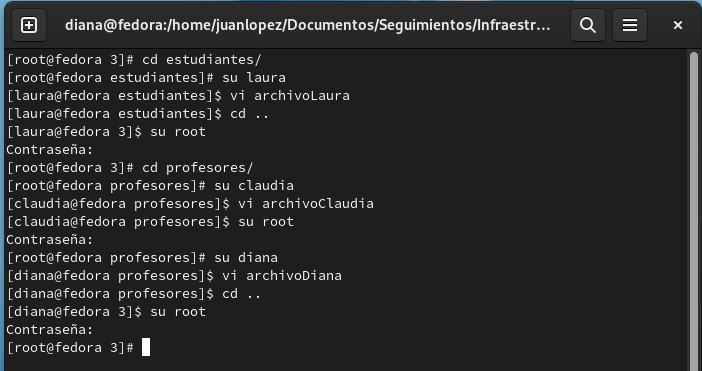 diana@fedora:/home/juanlopez/Documentos/Seguimientos/Infraestr...
[root@fedora 3]# cd estudiantes/
[root@fedora estudiantes]# su laura
[laura@fedora estudiantes]$ vi archivoLaura
[laura@fedora estudiantes]$ cd ..
[laura@fedora 3]$ su root
Contraseña:
[root@fedora 3]# cd profesores/
[root@fedora profesores]# su claudia
[claudia@fedora profesores]$ vi archivoClaudia
[claudia@fedora profesores]$ su root
Contraseña:
[root@fedora profesores]# su diana
[diana@fedora profesores]$ vi archivoDiana
[diana@fedora profesores]$ cd ..
[diana@fedora 3]$ su root
Contraseña:
[root@fedora 3]#